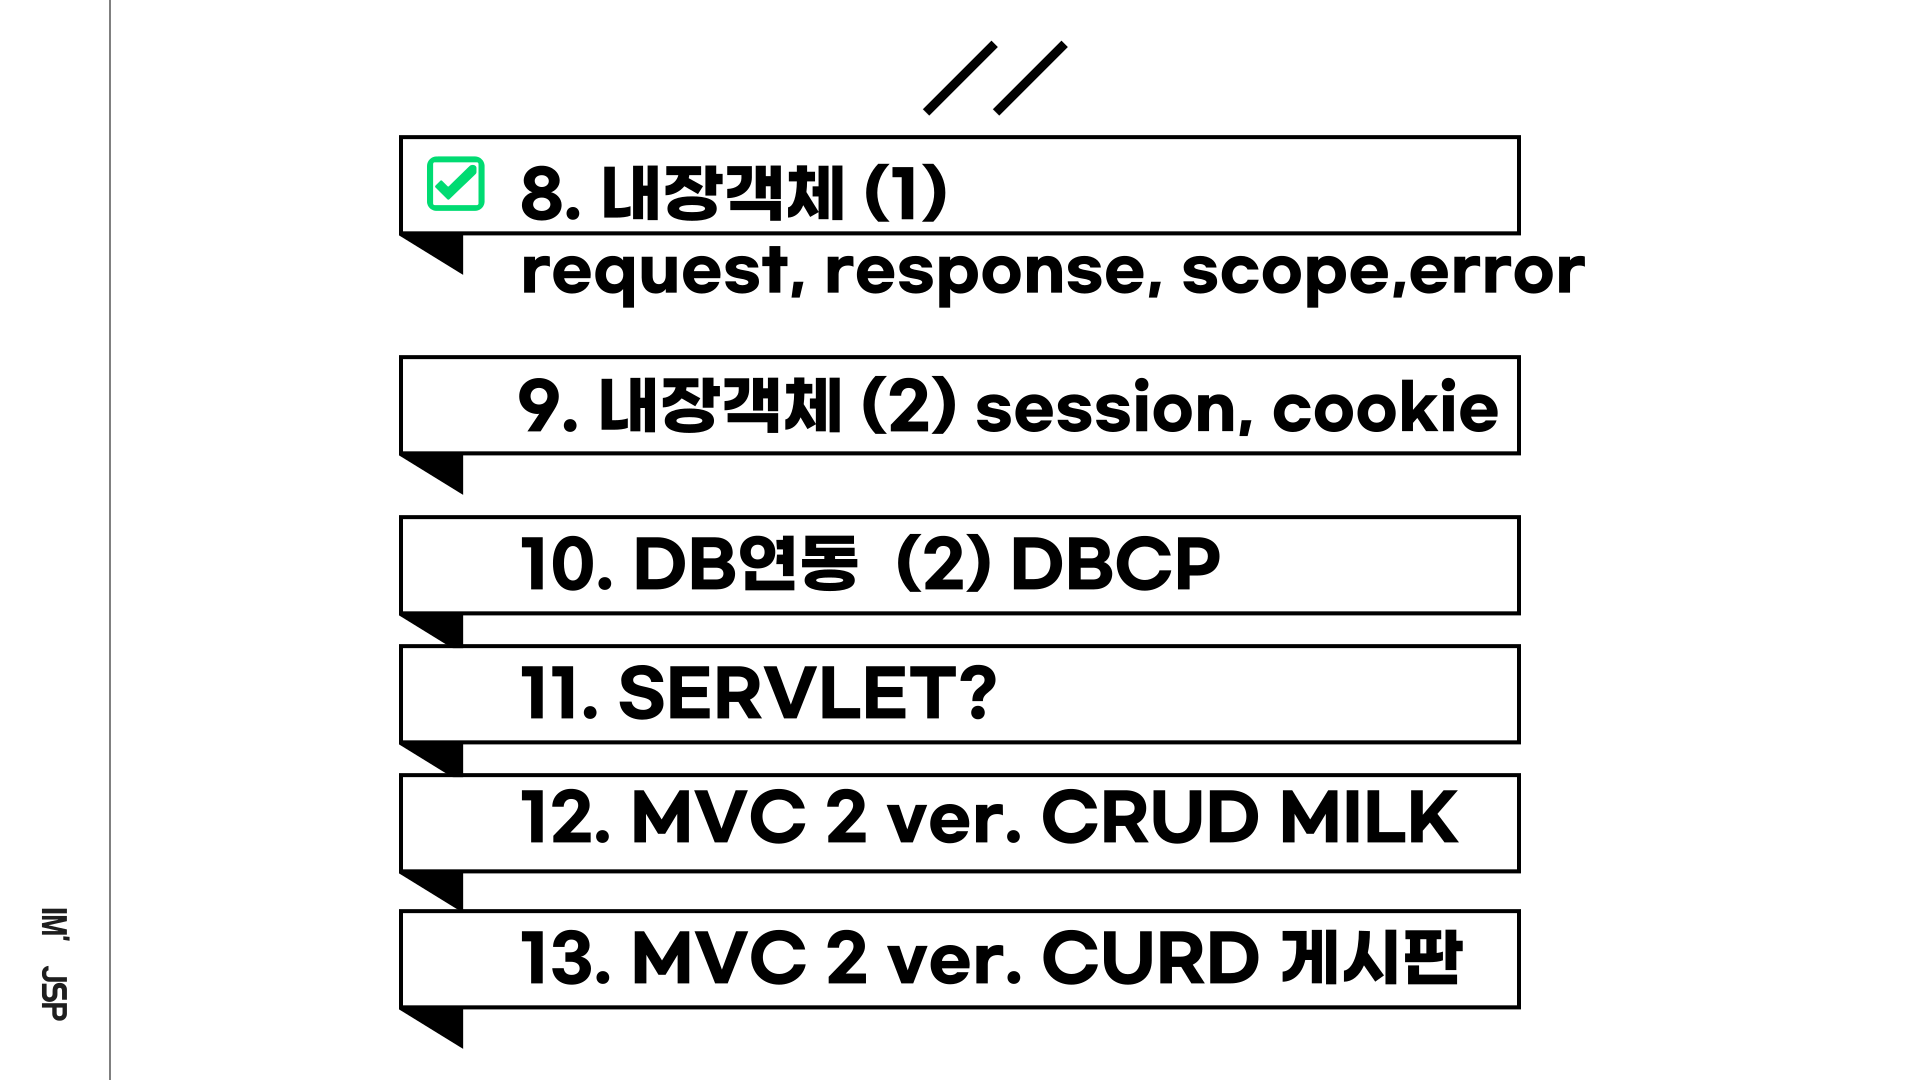 8. 내장객체 (1)
request, response, scope,error
9. 내장객체 (2) session, cookie
10. DB연동 (2) DBCP
11. SERVLET?
12. MVC 2 ver. CRUD MILK
13. MVC 2 ver. CURD 게시판
IM' JSP